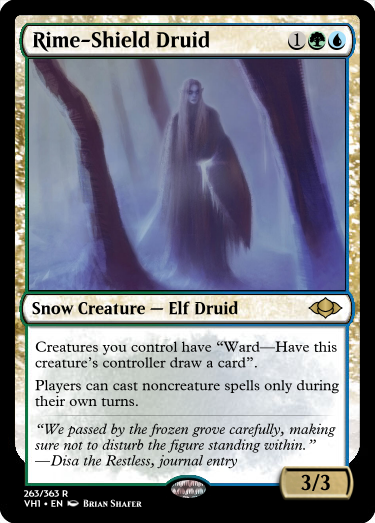 Rime-Shield Druid 1
Snow Creature — Elf Druid
Creatures you control have “Ward—Have this
creature's controller draw a card”.
Players can cast noncreature spells only during
their own turns.
“We passed by the frozen grove carefully, making
sure not to disturb the figure standing within.”
—Disa the Restless, journal entry
3/3
263/363 R
VH1 • EN Brian Shafer